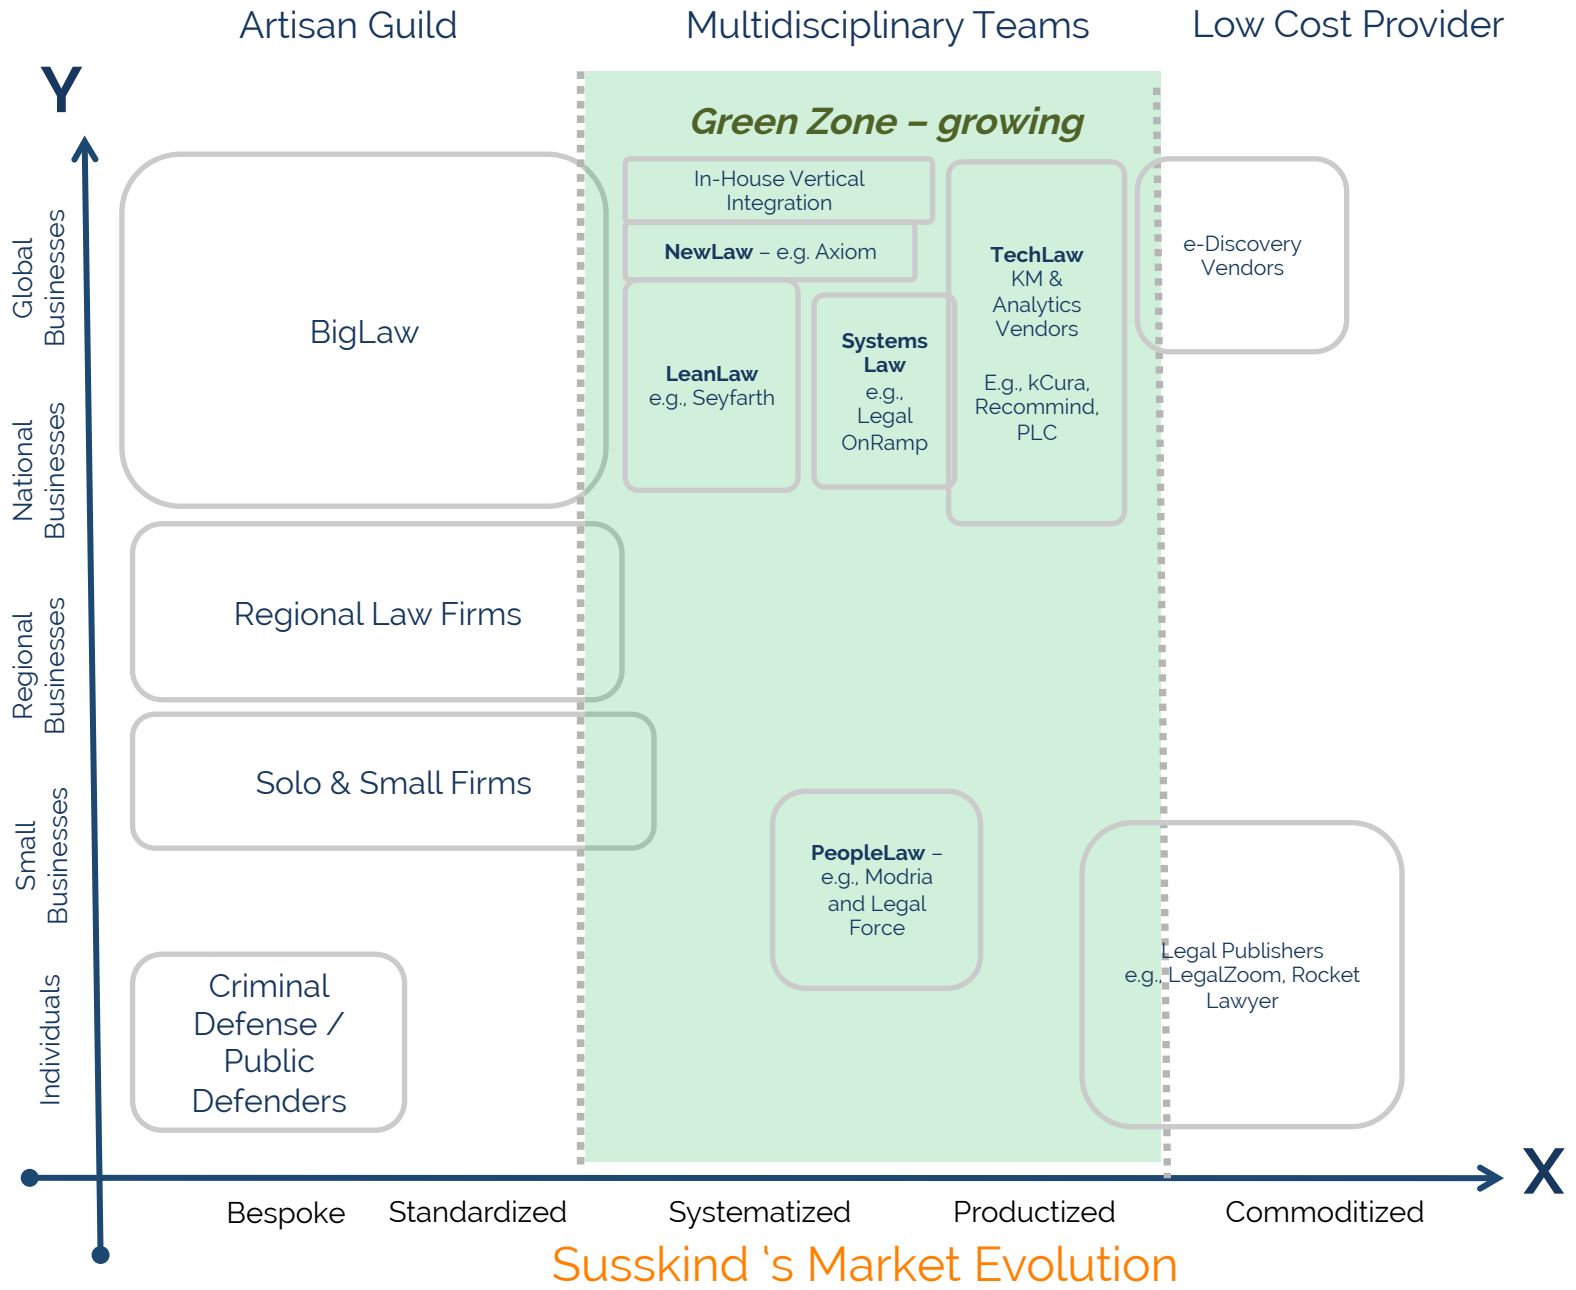 Artisan Guild
Multidisciplinary Teams
Low Cost Provider
Y
Green Zone – growing
Global
Businesses
National
Businesses
Regional
Businesses
Small
Businesses
Individuals
BigLaw
Regional Law Firms
Solo & Small Firms
Criminal
Defense /
Public
Defenders
In-House Vertical
Integration
NewLaw – e.g. Axiom
LeanLaw
e.g., Seyfarth
Systems
Law
e.g.,
Legal
OnRamp
TechLaw
KM &
Analytics
Vendors
E.g., kCura,
Recommind,
PLC
e-Discovery
Vendors
PeopleLaw –
e.g., Modria
and Legal
Force
Legal Publishers
e.g., LegalZoom, Rocket
Lawyer
X
Bespoke
Standardized
Systematized
Productized
Commoditized
Susskind ‘s Market Evolution